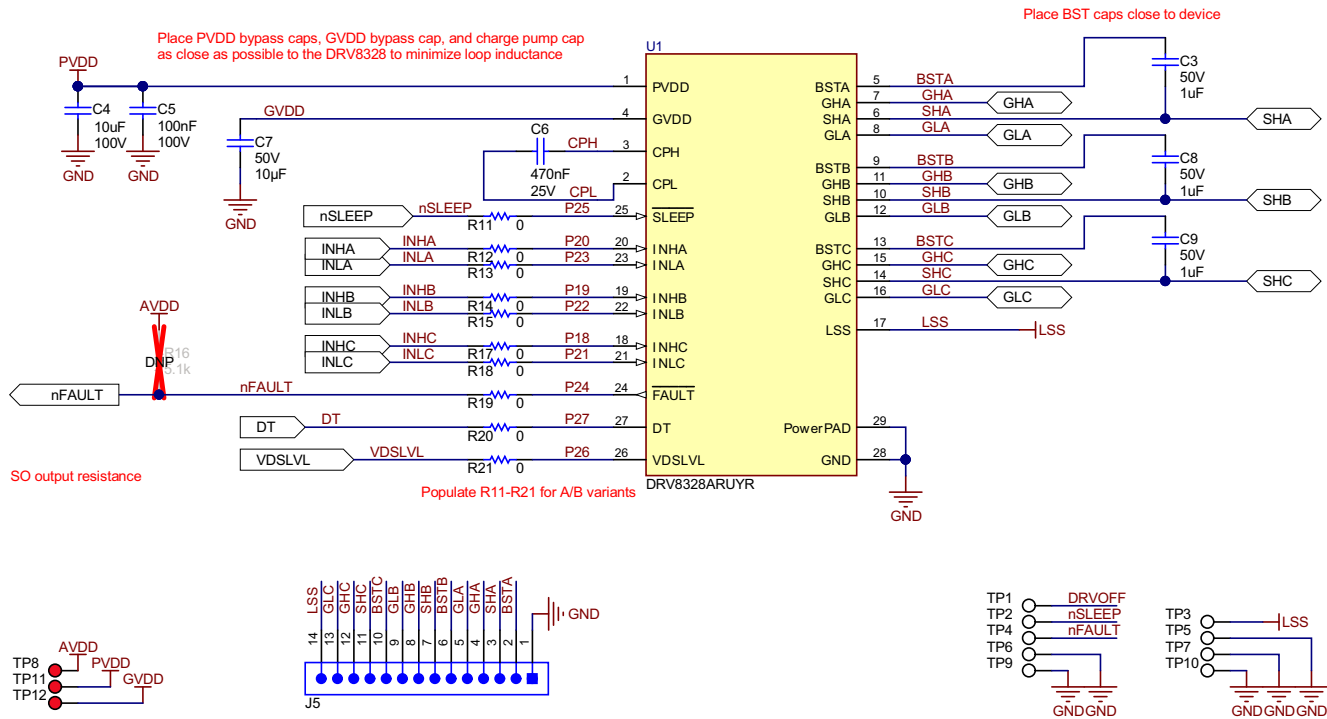 Place BST caps close to device
Place PVDD bypass caps, GVDD bypass cap, and charge pump cap
as close as possible to the DRV8328 to minimize loop inductance
U1
PVDD
C4
10uF
100V
GND
C5
100nF
100V
GND
GVDD
C7
50V
10µF
GND
C6
470nF
25V
CPH
CPL
1 PVDD
4 GVDD
3 CPH
2 CPL
nSLEEP nSLEEP R11 0 P25 25 SLEEP
INHA INHA R12 0 P20 20 INHA
INLA INLA R13 0 P23 23 INLA
INHB INHB R14 0 P19 19 INHB
INLB INLB R15 0 P22 22 INLB
INHC INHC R17 0 P18 18 INHC
INLC INLC R18 0 P21 21 INLC
AVDD
R16
DNP
5.1k
nFAULT nFAULT R19 0 P24 24 FAULT
DT DT R20 0 P27 27 DT
VDSLVL VDSLVL R21 0 P26 26 VDSLVL
BSTA 5 BSTA
GHA 7 GHA GHA
SHA 6 SHA SHA
GLA 8 GLA GLA
C3
50V
1uF
BSTB 9 BSTB
GHB 11 GHB GHB
SHB 10 SHB SHB
GLB 12 GLB GLB
C8
50V
1uF
BSTC 13 BSTC
GHC 15 GHC GHC
SHC 14 SHC SHC
GLC 16 GLC GLC
C9
50V
1uF
LSS 17 LSS LSS
PowerPAD 29
GND 28
GND
DRV8328ARUYR
SO output resistance
Populate R11-R21 for A/B variants
LSS GLC GHC SHC BSTC GLB GHB SHB BSTB GLA GHA SHA BSTA
GND
14 13 12 11 10 9 8 7 6 5 4 3 2 1
J5
TP8 AVDD
TP11 PVDD
TP12 GVDD
TP1 DRVOFF
TP2 nSLEEP
TP4 nFAULT
TP6
TP9
GND GND
TP3 LSS
TP5
TP7
TP10
GND GND GND